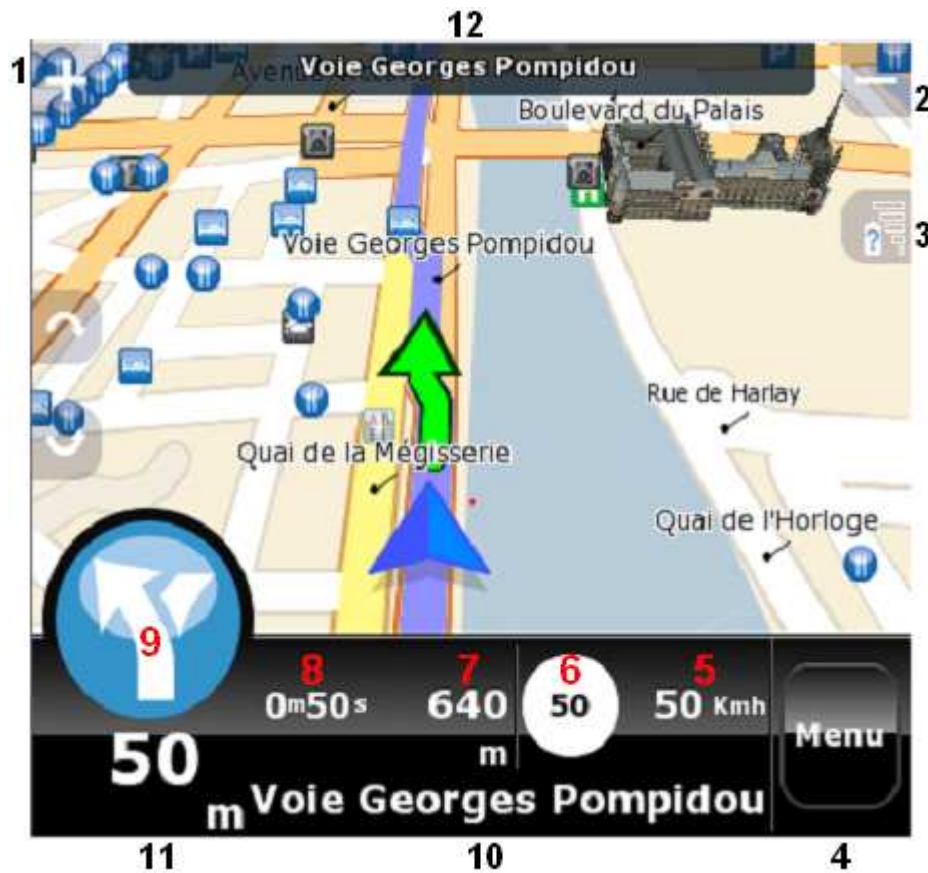 12
1
Voie Georges Pompidou
2
Boulevard du Palais
3
?
Voie Georges Pompidou
Rue de Harlay
Quai de la Mégisserie
Quai de l'Horloge
9
8
7
6
5
0m50s
640
m
50
50 Kmh
Menu
50
m
Voie Georges Pompidou
11
10
4